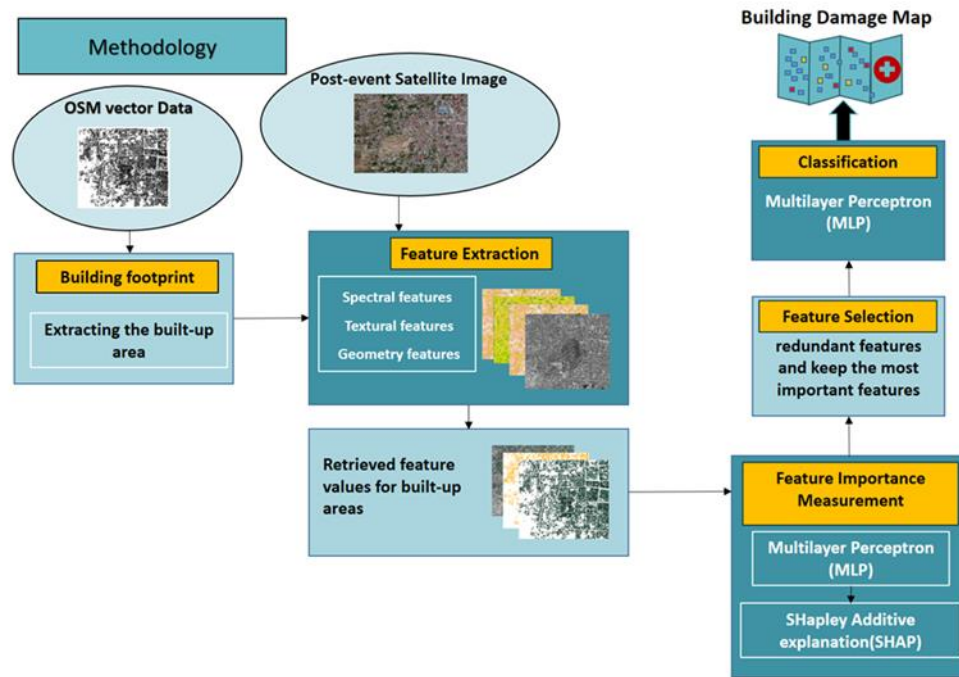 Methodology
OSM vector Data
Post-event Satellite Image
Building footprint
Extracting the built-up
area
Feature Extraction
Spectral features
Textural features
Geometry features
Retrieved feature
values for built-up
areas
Feature Importance
Measurement
Multilayer Perceptron
(MLP)
SHapley Additive
explanation(SHAP)
Feature Selection
redundant features
and keep the most
important features
Classification
Multilayer Perceptron
(MLP)
Building Damage Map